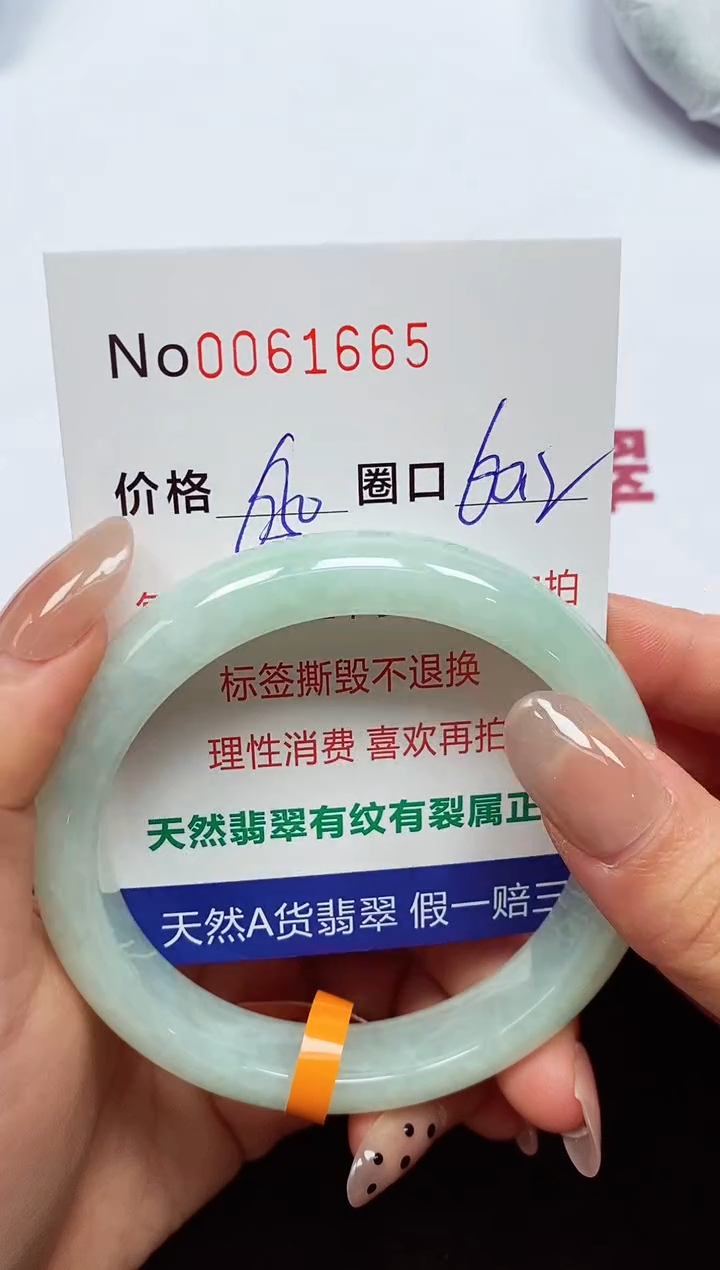 No0061665
价格 圈口
拍
标签撕毁不退换
理性消费 喜欢再拍
天然翡翠有纹有裂属正
天然A货翡翠 假一赔三